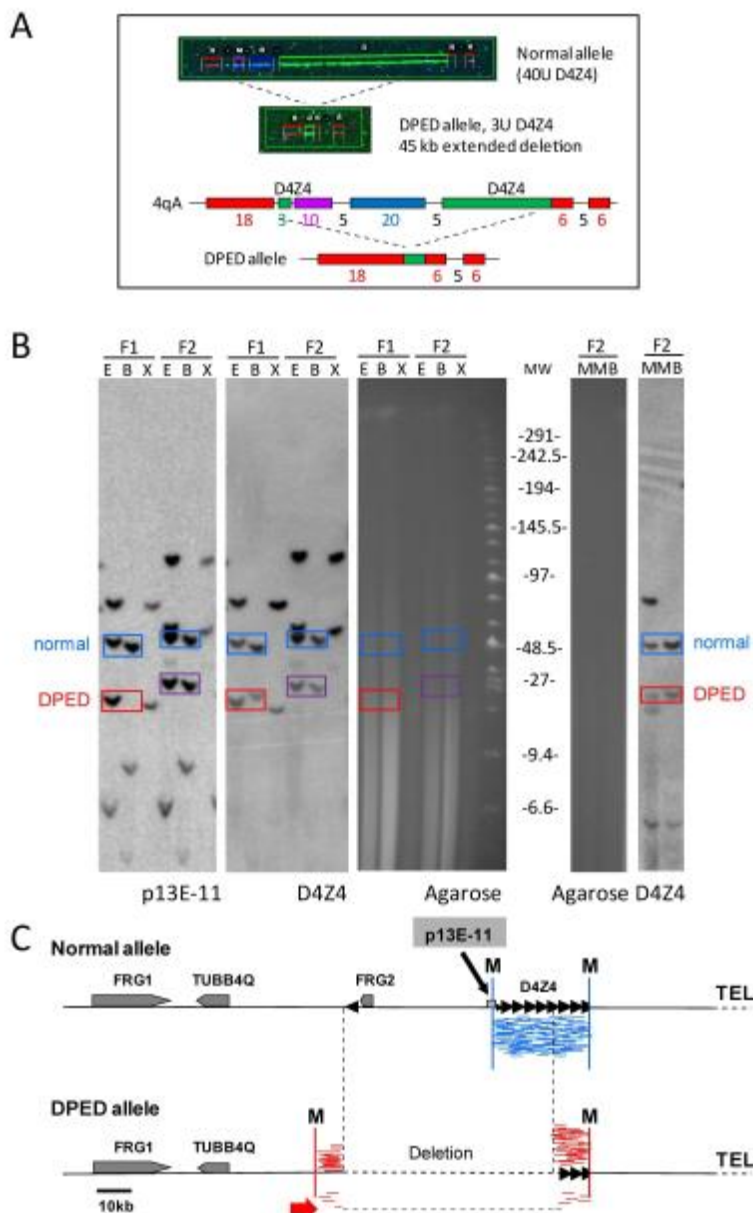 A
Normal allele
(40U D4Z4)
DPED allele, 3U D4Z4
45 kb extended deletion
D4Z4 D4Z4
4qA
18 3 10 5 20 5 6 5 6
DPED allele
18 6 5 6
B
F1 F2 F1 F2 F1 F2 F2 F2
E B X E B X E B X E B X E B X E B X MW MMB MMB
-291-
-242.5-
-194-
-145.5-
-97-
normal -48.5- normal
-27-
DPED DPED
-9.4-
-6.6-
p13E-11 D4Z4 Agarose Agarose D4Z4
C
p13E-11
Normal allele
M M
FRG1 TUBB4Q FRG2 D4Z4
TEL
DPED allele
M M
FRG1 TUBB4Q Deletion
TEL
10kb